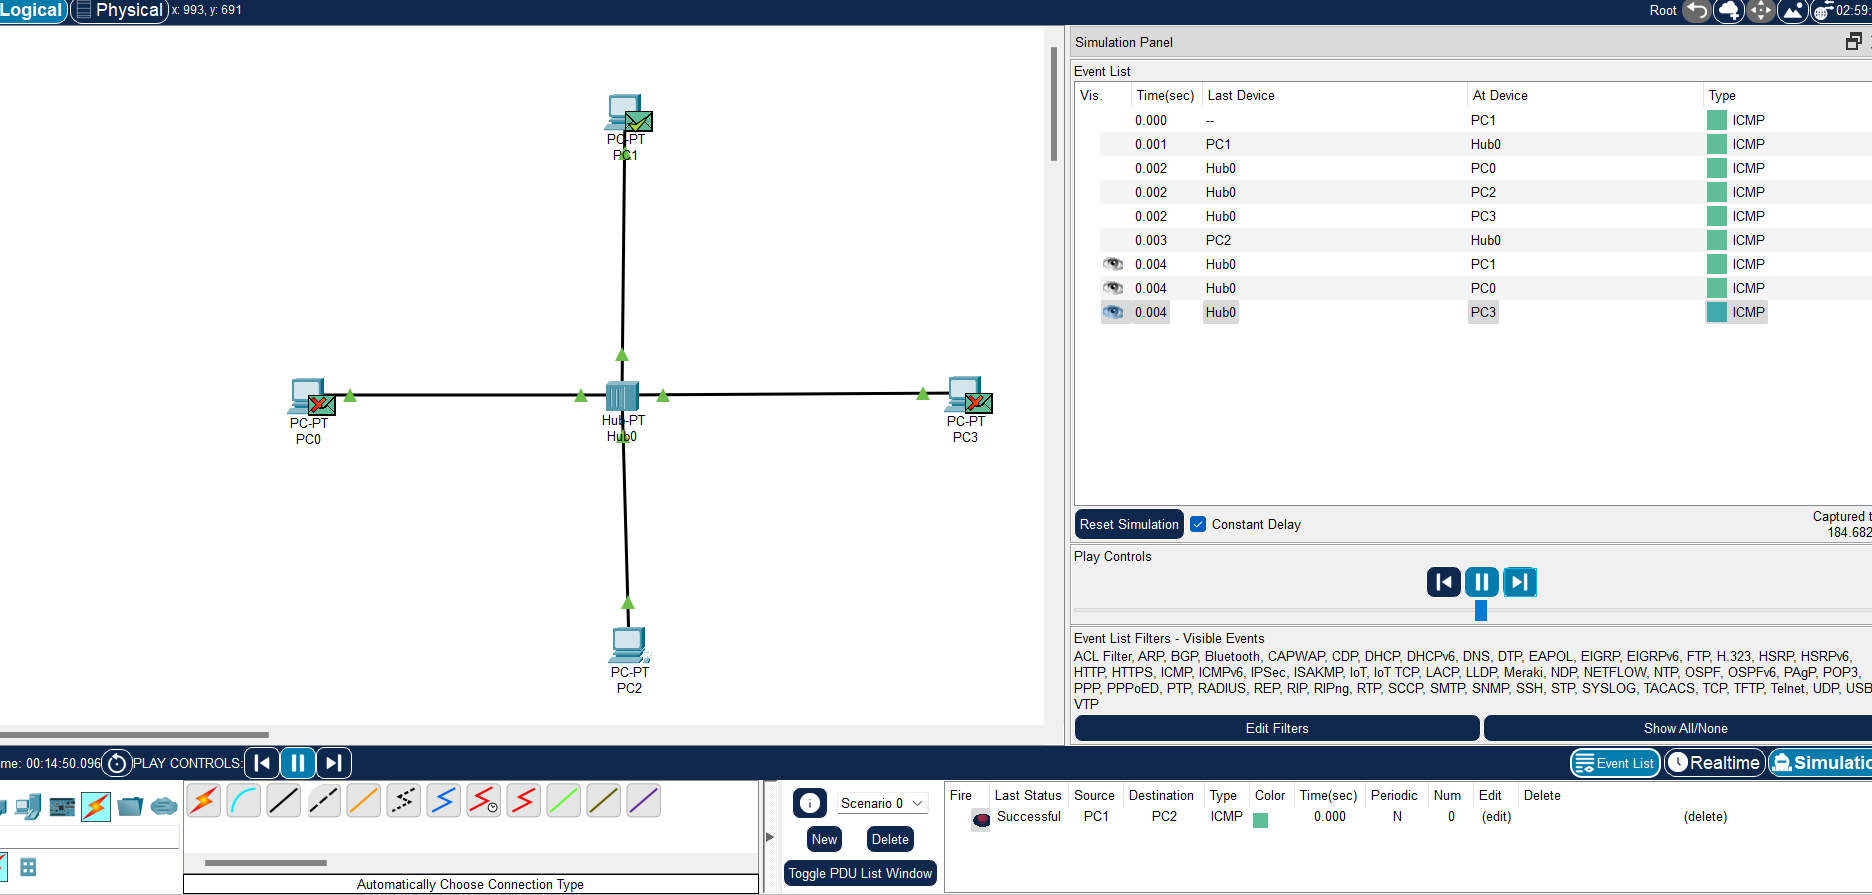 Logical Physical x: 993, y: 691 Root 02:59:
Simulation Panel
Event List
Vis. Time(sec) Last Device At Device Type
0.000 -- PC1 ICMP
0.001 PC1 Hub0 ICMP
0.002 Hub0 PC0 ICMP
0.002 Hub0 PC2 ICMP
0.002 Hub0 PC3 ICMP
0.003 PC2 Hub0 ICMP
0.004 Hub0 PC1 ICMP
0.004 Hub0 PC0 ICMP
0.004 Hub0 PC3 ICMP
PC-PT
PC1
PC-PT
PC0
Hub-PT
Hub0
PC-PT
PC3
PC-PT
PC2
Reset Simulation Constant Delay Captured t
184.682
Play Controls
Event List Filters - Visible Events
ACL Filter, ARP, BGP, Bluetooth, CAPWAP, CDP, DHCP, DHCPv6, DNS, DTP, EAPOL, EIGRP, EIGRPv6, FTP, H.323, HSRP, HSRPv6,
HTTP, HTTPS, ICMP, ICMPv6, IPSec, ISAKMP, IoT, IoT TCP, LACP, LLDP, Meraki, NDP, NETFLOW, NTP, OSPF, OSPFv6, PAgP, POP3,
PPP, PPPoED, PTP, RADIUS, REP, RIP, RIPng, RTP, SCCP, SMTP, SNMP, SSH, STP, SYSLOG, TACACS, TCP, TFTP, Telnet, UDP, USB
VTP
Edit Filters Show All/None
me: 00:14:50.096 PLAY CONTROLS: Event List Realtime Simulatio
Scenario 0
New Delete
Toggle PDU List Window
Fire Last Status Source Destination Type Color Time(sec) Periodic Num Edit Delete
Successful PC1 PC2 ICMP 0.000 N 0 (edit) (delete)
Automatically Choose Connection Type